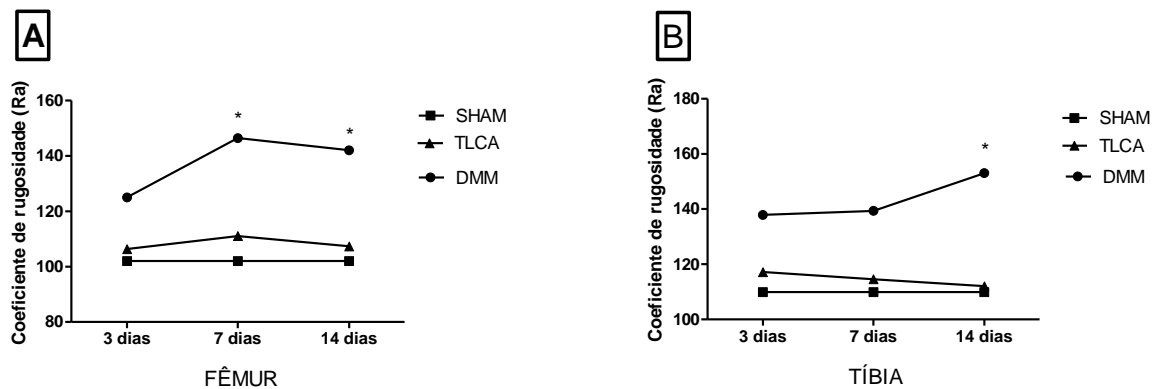 A
Coeficiente de rugosidade (Ra)
160
140
120
100
80
*
*
3 dias
7 dias
14 dias
FÊMUR
SHAM
TLCA
DMM
B
Coeficiente de rugosidade (Ra)
180
160
140
120
100
*
3 dias
7 dias
14 dias
TÍBIA
SHAM
TLCA
DMM